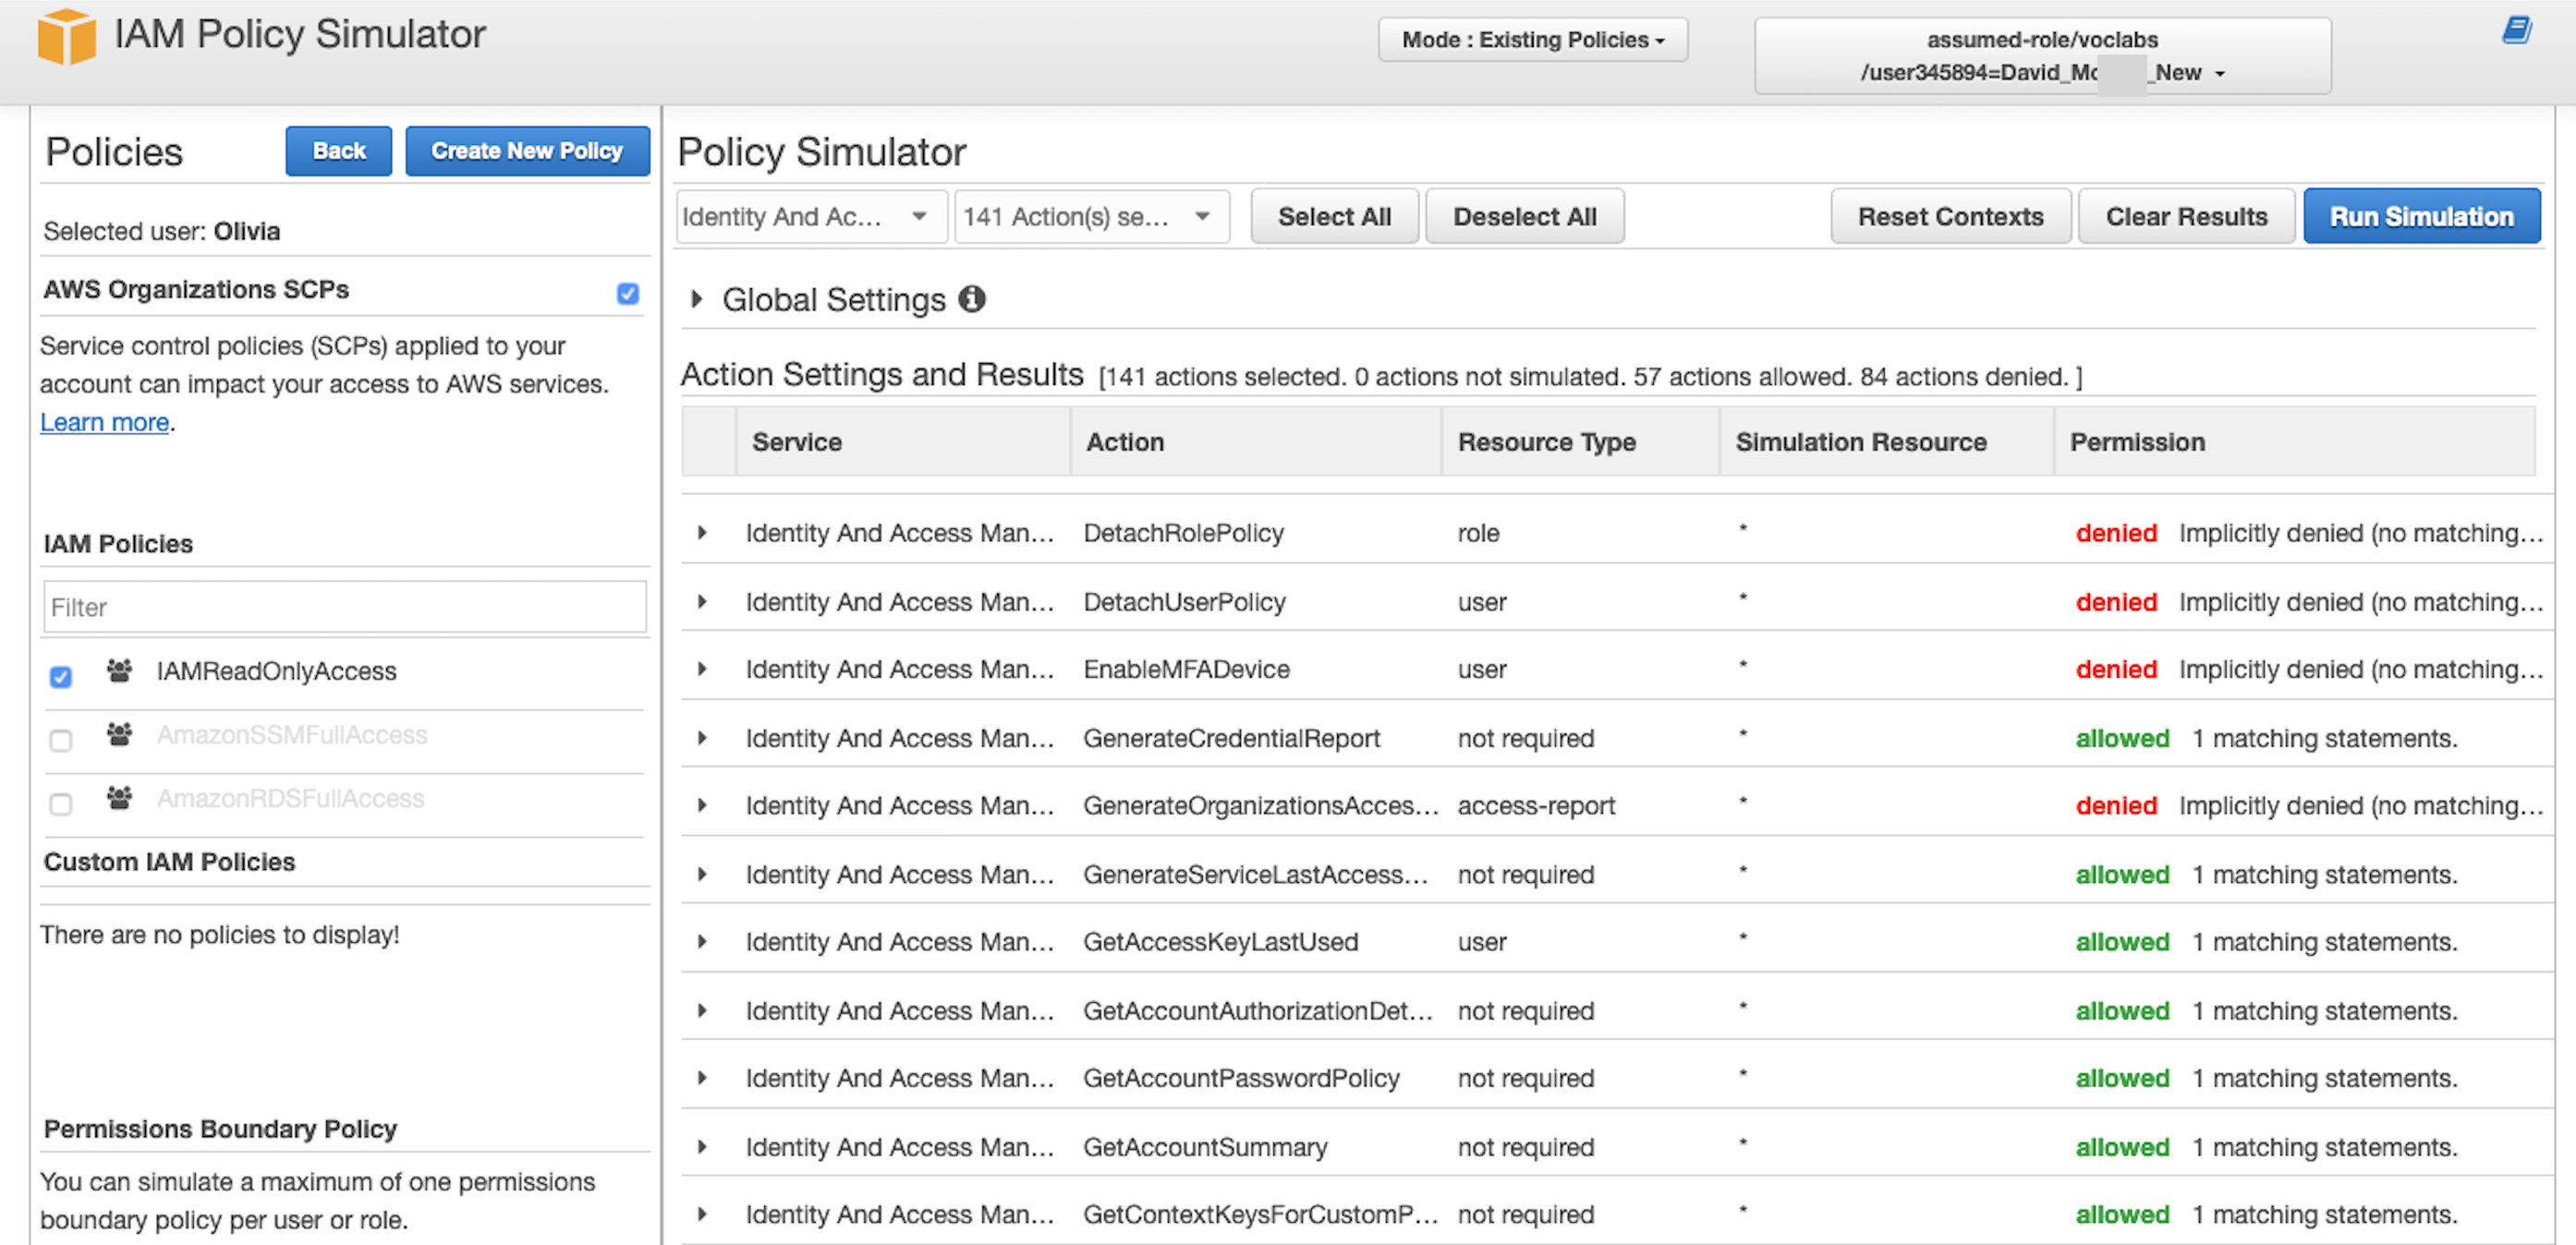 IAM Policy Simulator
Mode : Existing Policies
assumed-role/voclabs
/user345894=David_Mc _New
Policies
Back
Create New Policy
Selected user: Olivia
AWS Organizations SCPs
Service control policies (SCPs) applied to your
account can impact your access to AWS services.
Learn more.
IAM Policies
Filter
IAMReadOnlyAccess
AmazonSSMFullAccess
AmazonRDSFullAccess
Custom IAM Policies
There are no policies to display!
Permissions Boundary Policy
You can simulate a maximum of one permissions
boundary policy per user or role.
Policy Simulator
Identity And Ac...
141 Action(s) se...
Select All
Deselect All
Reset Contexts
Clear Results
Run Simulation
Global Settings
Action Settings and Results [141 actions selected. 0 actions not simulated. 57 actions allowed. 84 actions denied. ]
Service Action Resource Type Simulation Resource Permission
Identity And Access Man... DetachRolePolicy role * denied Implicitly denied (no matching...
Identity And Access Man... DetachUserPolicy user * denied Implicitly denied (no matching...
Identity And Access Man... EnableMFADevice user * denied Implicitly denied (no matching...
Identity And Access Man... GenerateCredentialReport not required * allowed 1 matching statements.
Identity And Access Man... GenerateOrganizationsAcces... access-report * denied Implicitly denied (no matching...
Identity And Access Man... GenerateServiceLastAccess... not required * allowed 1 matching statements.
Identity And Access Man... GetAccessKeyLastUsed user * allowed 1 matching statements.
Identity And Access Man... GetAccountAuthorizationDet... not required * allowed 1 matching statements.
Identity And Access Man... GetAccountPasswordPolicy not required * allowed 1 matching statements.
Identity And Access Man... GetAccountSummary not required * allowed 1 matching statements.
Identity And Access Man... GetContextKeysForCustomP... not required * allowed 1 matching statements.